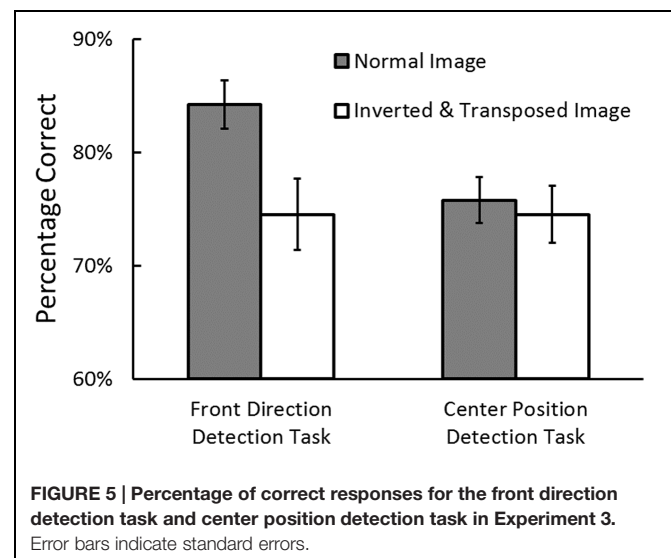 90%
80%
70%
60%
Percentage Correct
Normal Image
Inverted & Transposed Image
Front Direction
Detection Task
Center Position
Detection Task
FIGURE 5 | Percentage of correct responses for the front direction
detection task and center position detection task in Experiment 3.
Error bars indicate standard errors.